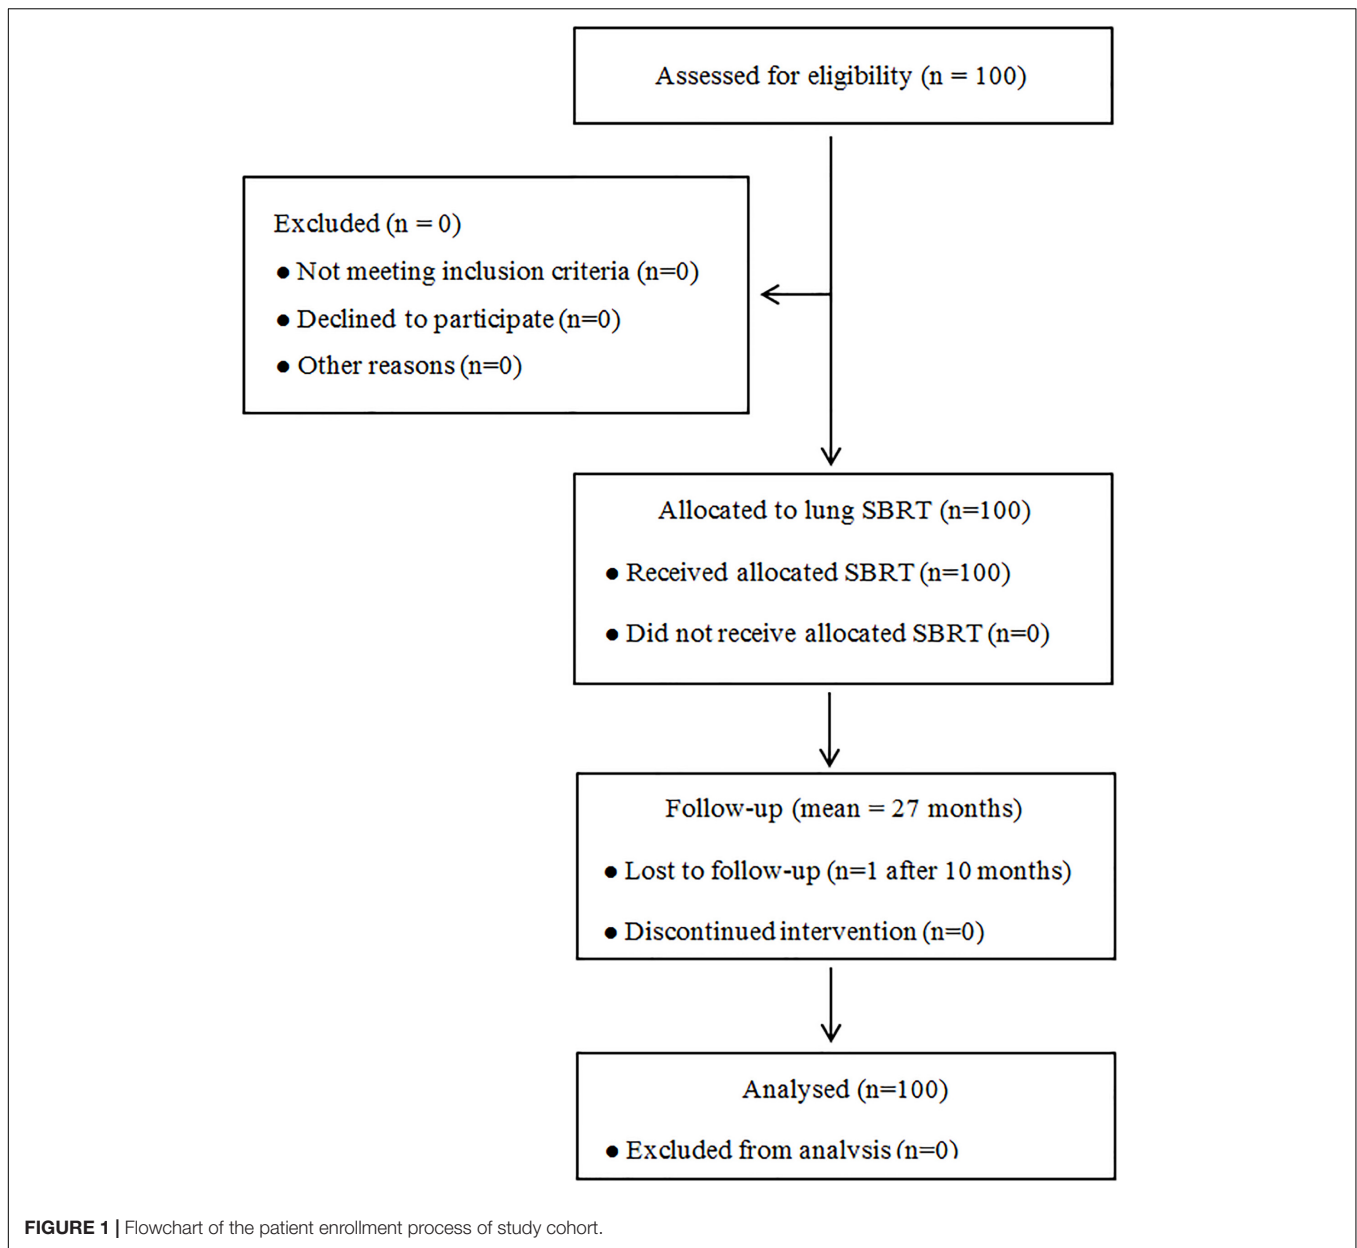 Assessed for eligibility (n = 100)
Excluded (n = 0)
● Not meeting inclusion criteria (n=0)
● Declined to participate (n=0)
● Other reasons (n=0)
Allocated to lung SBRT (n=100)
● Received allocated SBRT (n=100)
● Did not receive allocated SBRT (n=0)
Follow-up (mean = 27 months)
● Lost to follow-up (n=1 after 10 months)
● Discontinued intervention (n=0)
Analysed (n=100)
● Excluded from analysis (n=0)
FIGURE 1 | Flowchart of the patient enrollment process of study cohort.